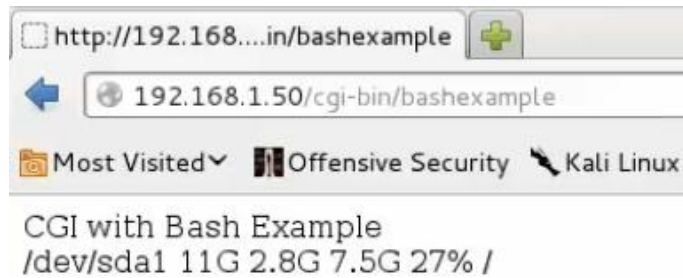 http://192.168....in/bashexample
192.168.1.50/cgi-bin/bashexample
Most Visited Offensive Security Kali Linux
CGI with Bash Example
/dev/sda1 11G 2.8G 7.5G 27% /